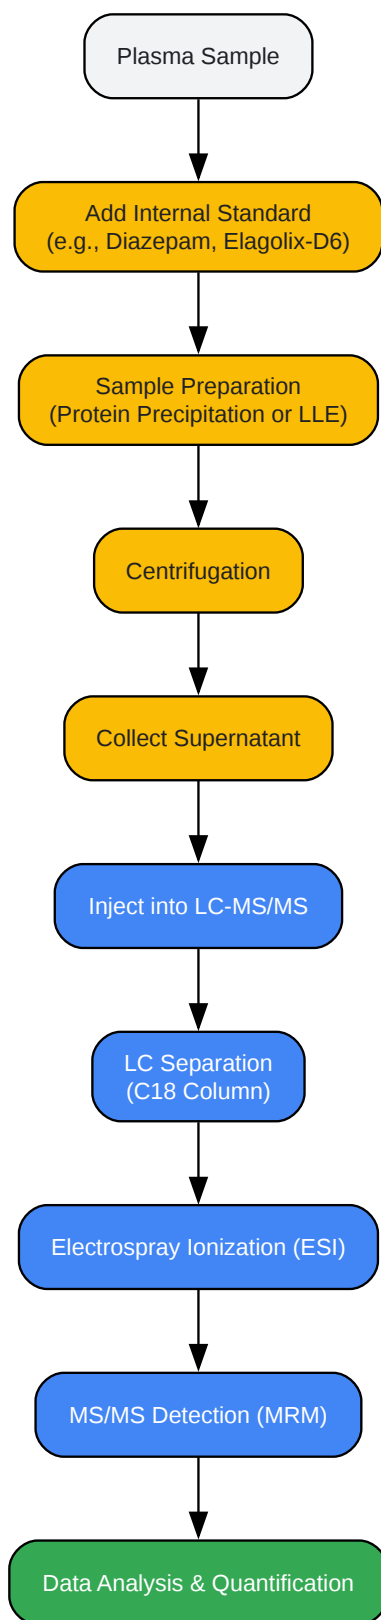 Plasma Sample
Add Internal Standard
(e.g., Diazepam, Elagolix-D6)
Sample Preparation
(Protein Precipitation or LLE)
Centrifugation
Collect Supernatant
Inject into LC-MS/MS
LC Separation
(C18 Column)
Electrospray Ionization (ESI)
MS/MS Detection (MRM)
Data Analysis & Quantification